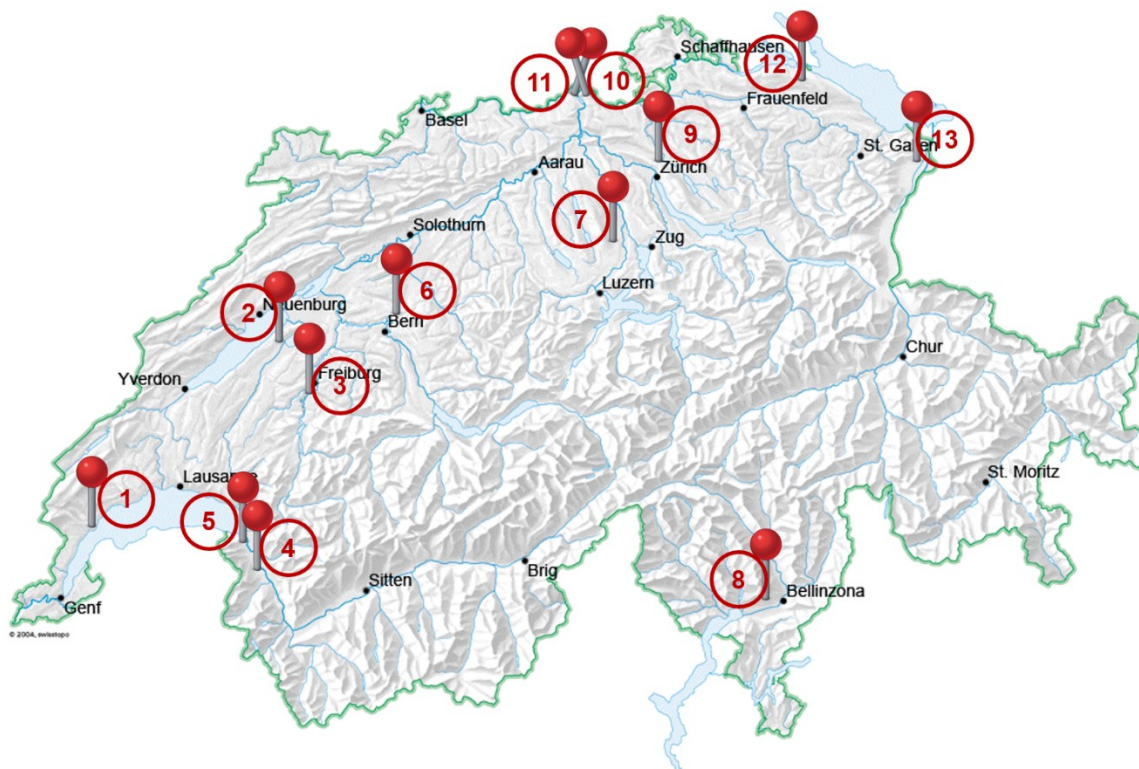 Schaffhausen
12
11
10
Frauenfeld
Basel
9
13
St. Gallen
Aarau
Zürich
7
Solothurn
Zug
6
Luzern
2
Neuenburg
Bern
Chur
Freiburg
3
Yverdon
Lausanne
St. Moritz
1
5
4
Brig
8
Sitten
Bellinzona
Genf
© 2004, swisstopo